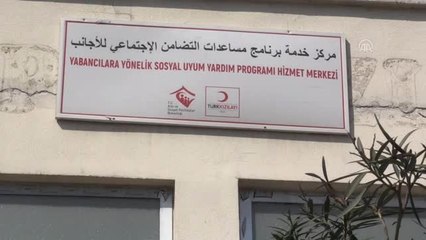 مركز خدمة برنامج مساعدات التضامن الإجتماعي للأجانب
YABANCILARA YÖNELİK SOSYAL UYUM YARDIM PROGRAMI HİZMET MERKEZİ
TÜRK KIZILAYI